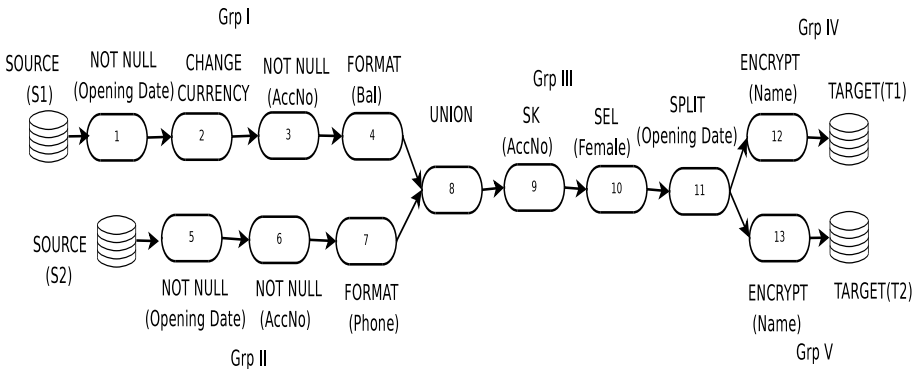 Grp I
Grp IV
SOURCE
(S1)
NOT NULL
(Opening Date)
CHANGE
CURRENCY
NOT NULL
(AccNo)
FORMAT
(Bal)
UNION
Grp III
SK
(AccNo)
SEL
(Female)
SPLIT
(Opening Date)
ENCRYPT
(Name)
TARGET(T1)
1
2
3
4
12
8
9
10
11
SOURCE
(S2)
5
6
7
13
NOT NULL
(Opening Date)
NOT NULL
(AccNo)
FORMAT
(Phone)
ENCRYPT
(Name)
TARGET(T2)
Grp II
Grp V